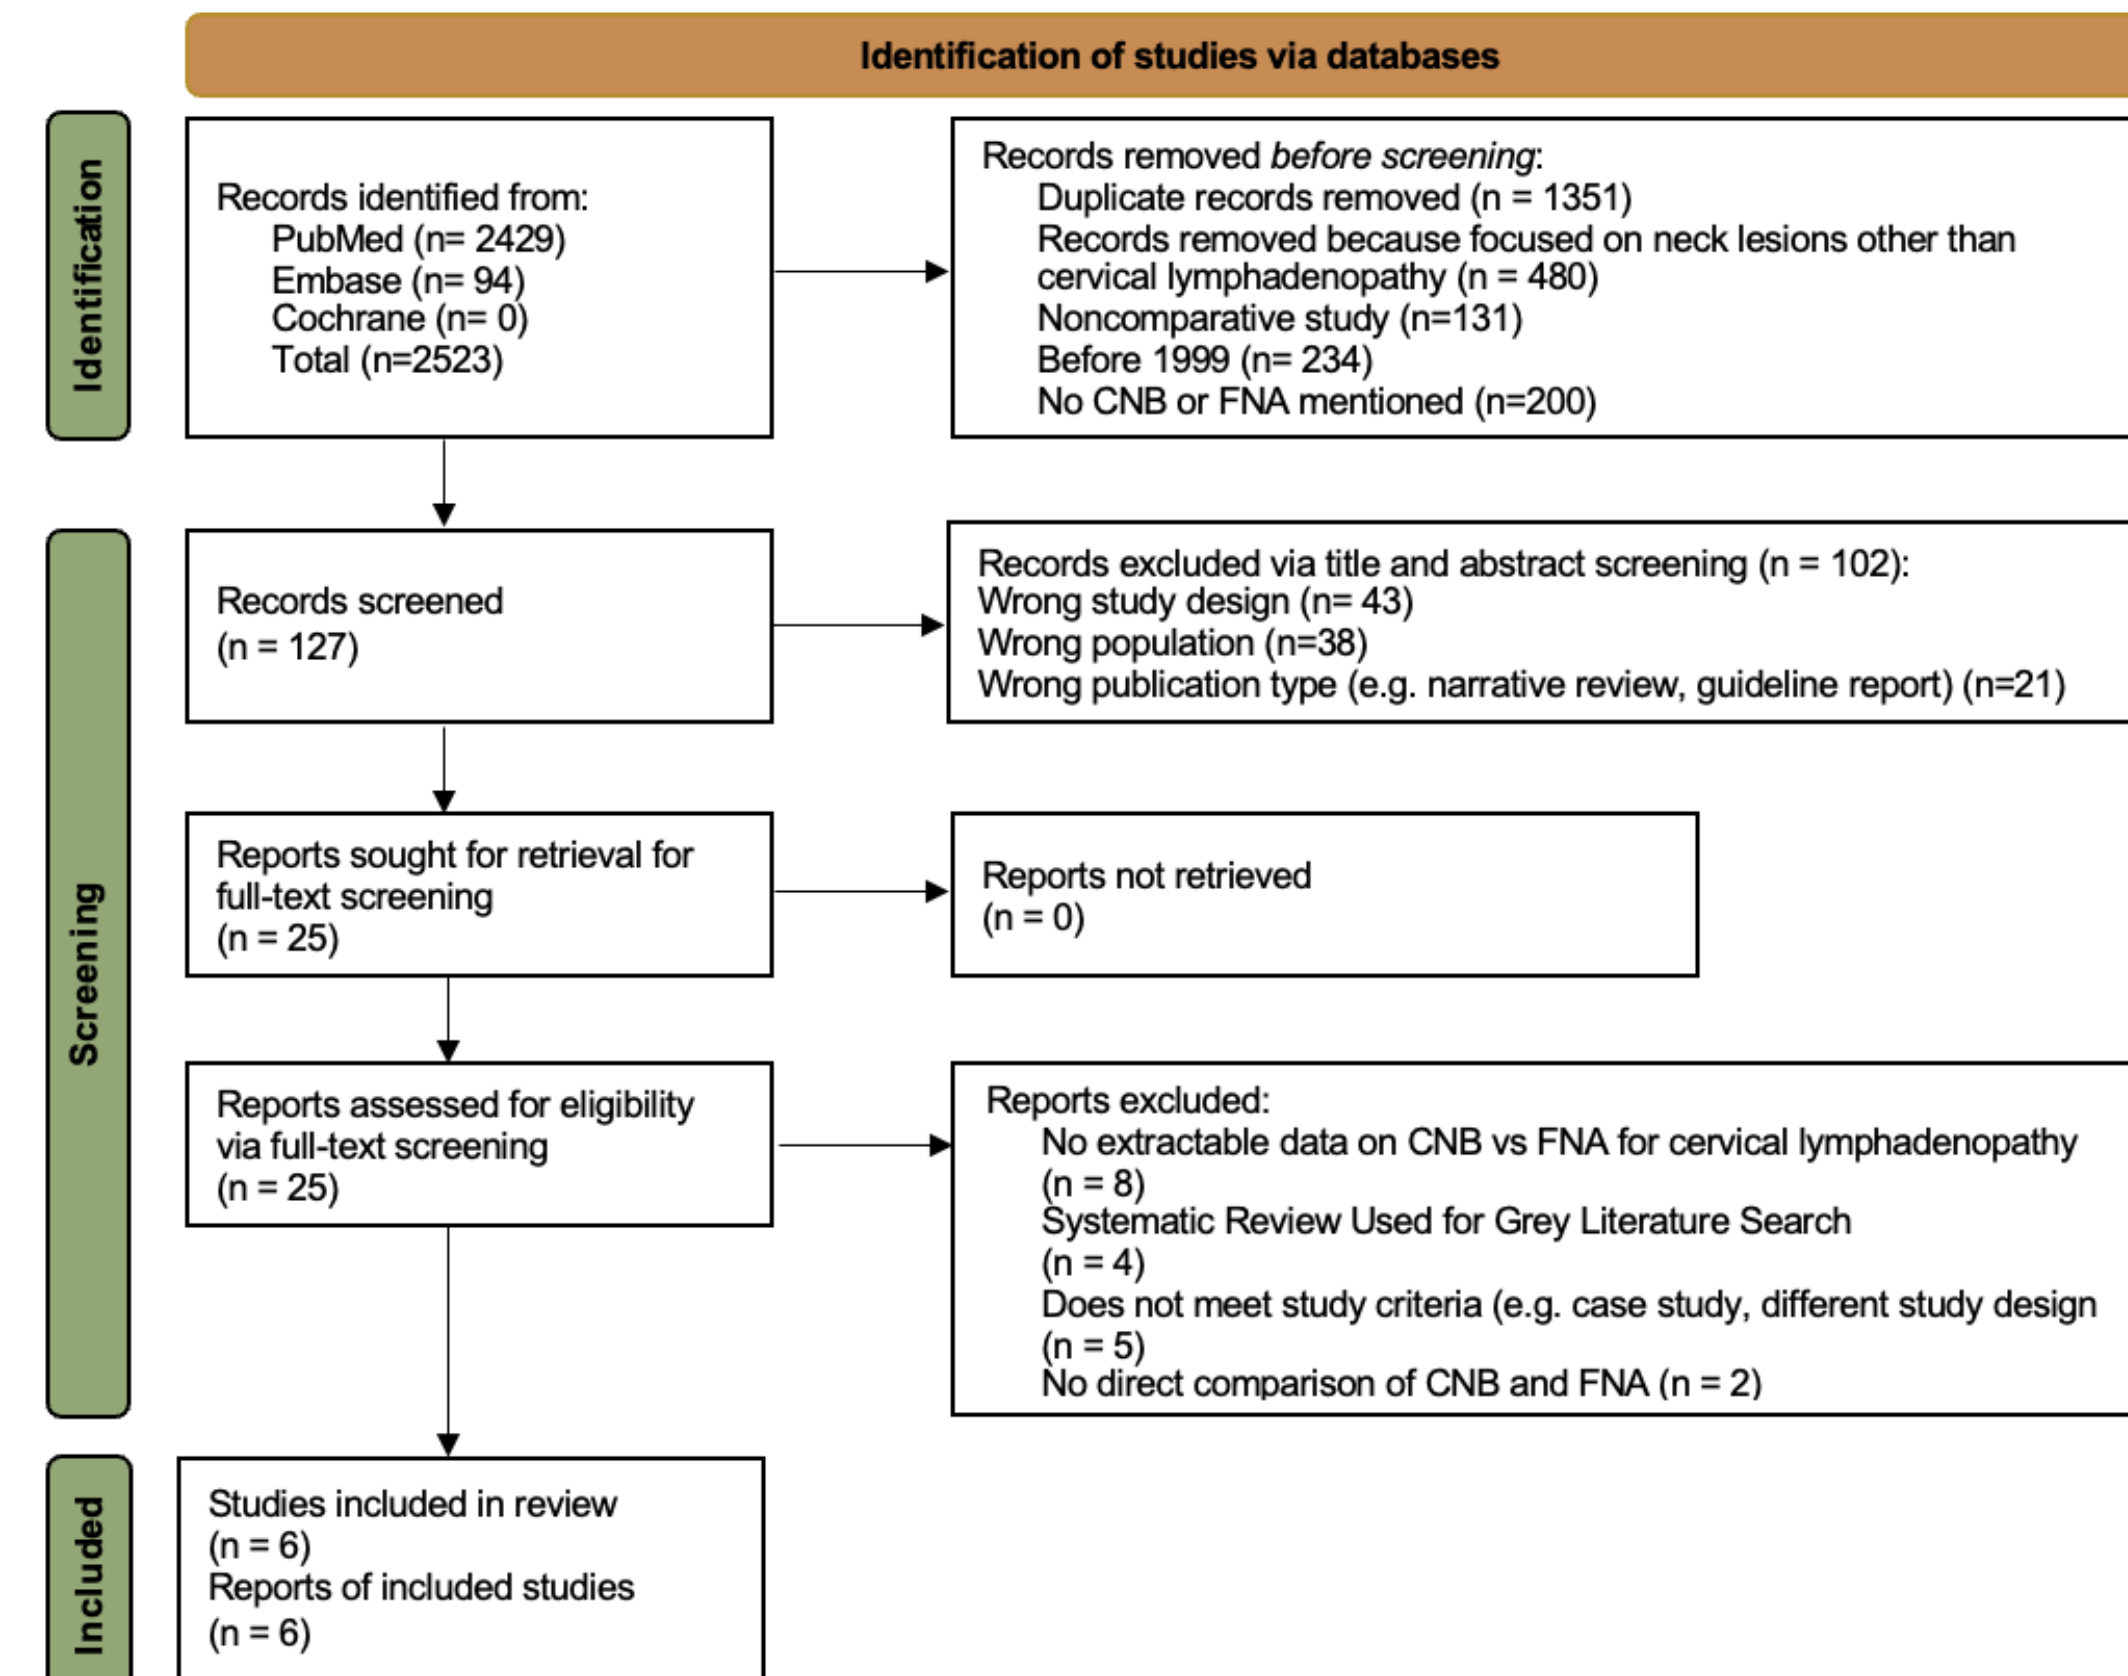 Identification of studies via databases
Identification
Records identified from:
PubMed (n= 2429)
Embase (n= 94)
Cochrane (n= 0)
Total (n=2523)
Records removed before screening:
Duplicate records removed (n = 1351)
Records removed because focused on neck lesions other than
cervical lymphadenopathy (n = 480)
Noncomparative study (n=131)
Before 1999 (n= 234)
No CNB or FNA mentioned (n=200)
Screening
Records screened
(n = 127)
Records excluded via title and abstract screening (n = 102):
Wrong study design (n= 43)
Wrong population (n=38)
Wrong publication type (e.g. narrative review, guideline report) (n=21)
Reports sought for retrieval for
full-text screening
(n = 25)
Reports not retrieved
(n = 0)
Reports assessed for eligibility
via full-text screening
(n = 25)
Reports excluded:
No extractable data on CNB vs FNA for cervical lymphadenopathy
(n = 8)
Systematic Review Used for Grey Literature Search
(n = 4)
Does not meet study criteria (e.g. case study, different study design
(n = 5)
No direct comparison of CNB and FNA (n = 2)
Included
Studies included in review
(n = 6)
Reports of included studies
(n = 6)